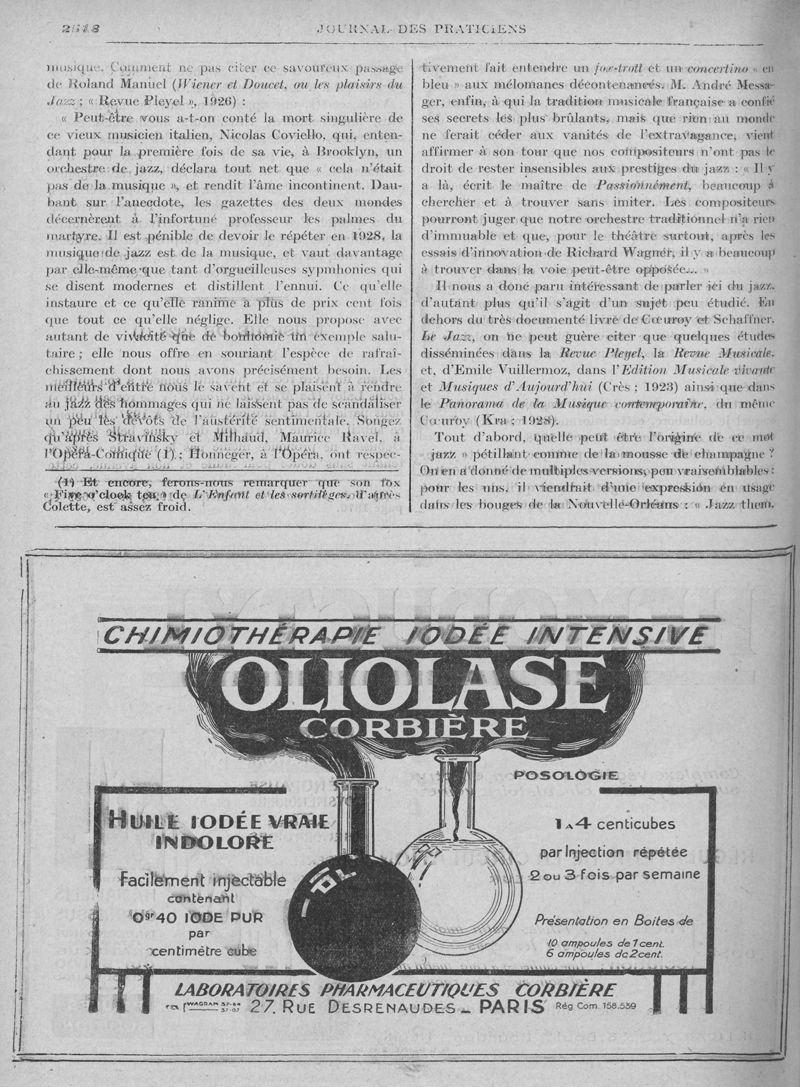 JOURNAL DES PRATICIENS
musique. Comment ne pas citer ce savoureux passage
de Roland Manuel (Wiener et Doucet, ou les plaisirs du
Jazz ; « Revue Pleyel », 1926) :
« Peut-être vous a-t-on conté la mort singulière de
ce vieux musicien italien, Nicolas Coviello, qui, enten-
dant pour la première fois de sa vie, à Brooklyn, un
orchestre de jazz, déclara tout net que « cela n'était
pas de la musique », et rendit l'âme incontinent. Dau-
bant sur l'anecdote, les gazettes des deux mondes
décernèrent à l'infortuné professeur les palmes du
martyre. Il est pénible de devoir le répéter en 1928, la
musique de jazz est de la musique, et vaut davantage
par elle-même que tant d'orgueilleuses sypmhonies qui
se disent modernes et distillent l'ennui. Ce qu'elle
instaure et ce qu'elle ranime a plus de prix cent fois
que tout ce qu'elle néglige. Elle nous propose avec
autant de vivacité que de bonhomie un exemple salu-
taire ; elle nous offre en souriant l'espèce de rafraî-
chissement dont nous avons précisément besoin. Les
meilleurs d'entre nous le savent et se plaisent à rendre
au jazz des hommages qui ne laissent pas de scandaliser
un peu les dévots de l'austérité sentimentale. Songez
qu'après Stravinsky et Milhaud, Maurice Ravel, à
l'Opéra-Comique (1) ; Honneger, à l'Opéra, ont respec-
(1) Et encore, ferons-nous remarquer que son fox
« Five o'clock tea » de L'Enfant et les sortilèges, d'après
Colette, est assez froid.
tivement fait entendre un fox-trott et un concertino « en
bleu » aux mélomanes décontenancés. M. André Messa-
ger, enfin, à qui la tradition musicale française a confié
ses secrets les plus brûlants, mais que rien au monde
ne ferait céder aux vanités de l'extravagance, vient
affirmer à son tour que nos compositeurs n'ont pas le
droit de rester insensibles aux prestiges du jazz : « Il y
a là, écrit le maître de Passionnément, beaucoup à
chercher et à trouver sans imiter. Les compositeurs
pourront juger que notre orchestre traditionnel n'a rien
d'immuable et que, pour le théâtre surtout, après les
essais d'innovation de Richard Wagner, il y a beaucoup
à trouver dans la voie peut-être opposée... »
Il nous a donc paru intéressant de parler ici du jazz,
d'autant plus qu'il s'agit d'un sujet peu étudié. En
dehors du très documenté livre de Cœuroy et Schaffner,
Le Jazz, on ne peut guère citer que quelques études
disséminées dans la Revue Pleyel, la Revue Musicale,
et, d'Emile Vuillermoz, dans l'Edition Musicale vivante
et Musiques d'Aujourd'hui (Crès ; 1923) ainsi que dans
le Panorama de la Musique contemporaine, du même
Cœuroy (Kra ; 1928).
Tout d'abord, quelle peut être l'origine de ce mot
jazz » pétillant comme de la mousse de champagne ?
On en a donné de multiples versions, peu vraisemblables :
pour les uns, il viendrait d'une expression en usage
dans les bouges de la Nouvelle-Orléans : « Jazz them,
CHIMIOTHÉRAPIE IODÉE INTENSIVE
OLIOLASE
CORBIÈRE
HUILE IODÉE VRAIE
INDOLORE
Facilement injectable
contenant
0gr40 IODE PUR
par
centimètre cube
POSOLOGIE
1 A 4 centicubes
par Injection répétée
2 ou 3 fois par semaine
Présentation en Boites de
10 ampoules de 1 cent.
6 ampoules de 2 cent.
LABORATOIRES PHARMACEUTIQUES CORBIÈRE
WAGRAM 37-64
37-07
27, RUE DESRENAUDES _ PARIS Rég. Com. 158.539